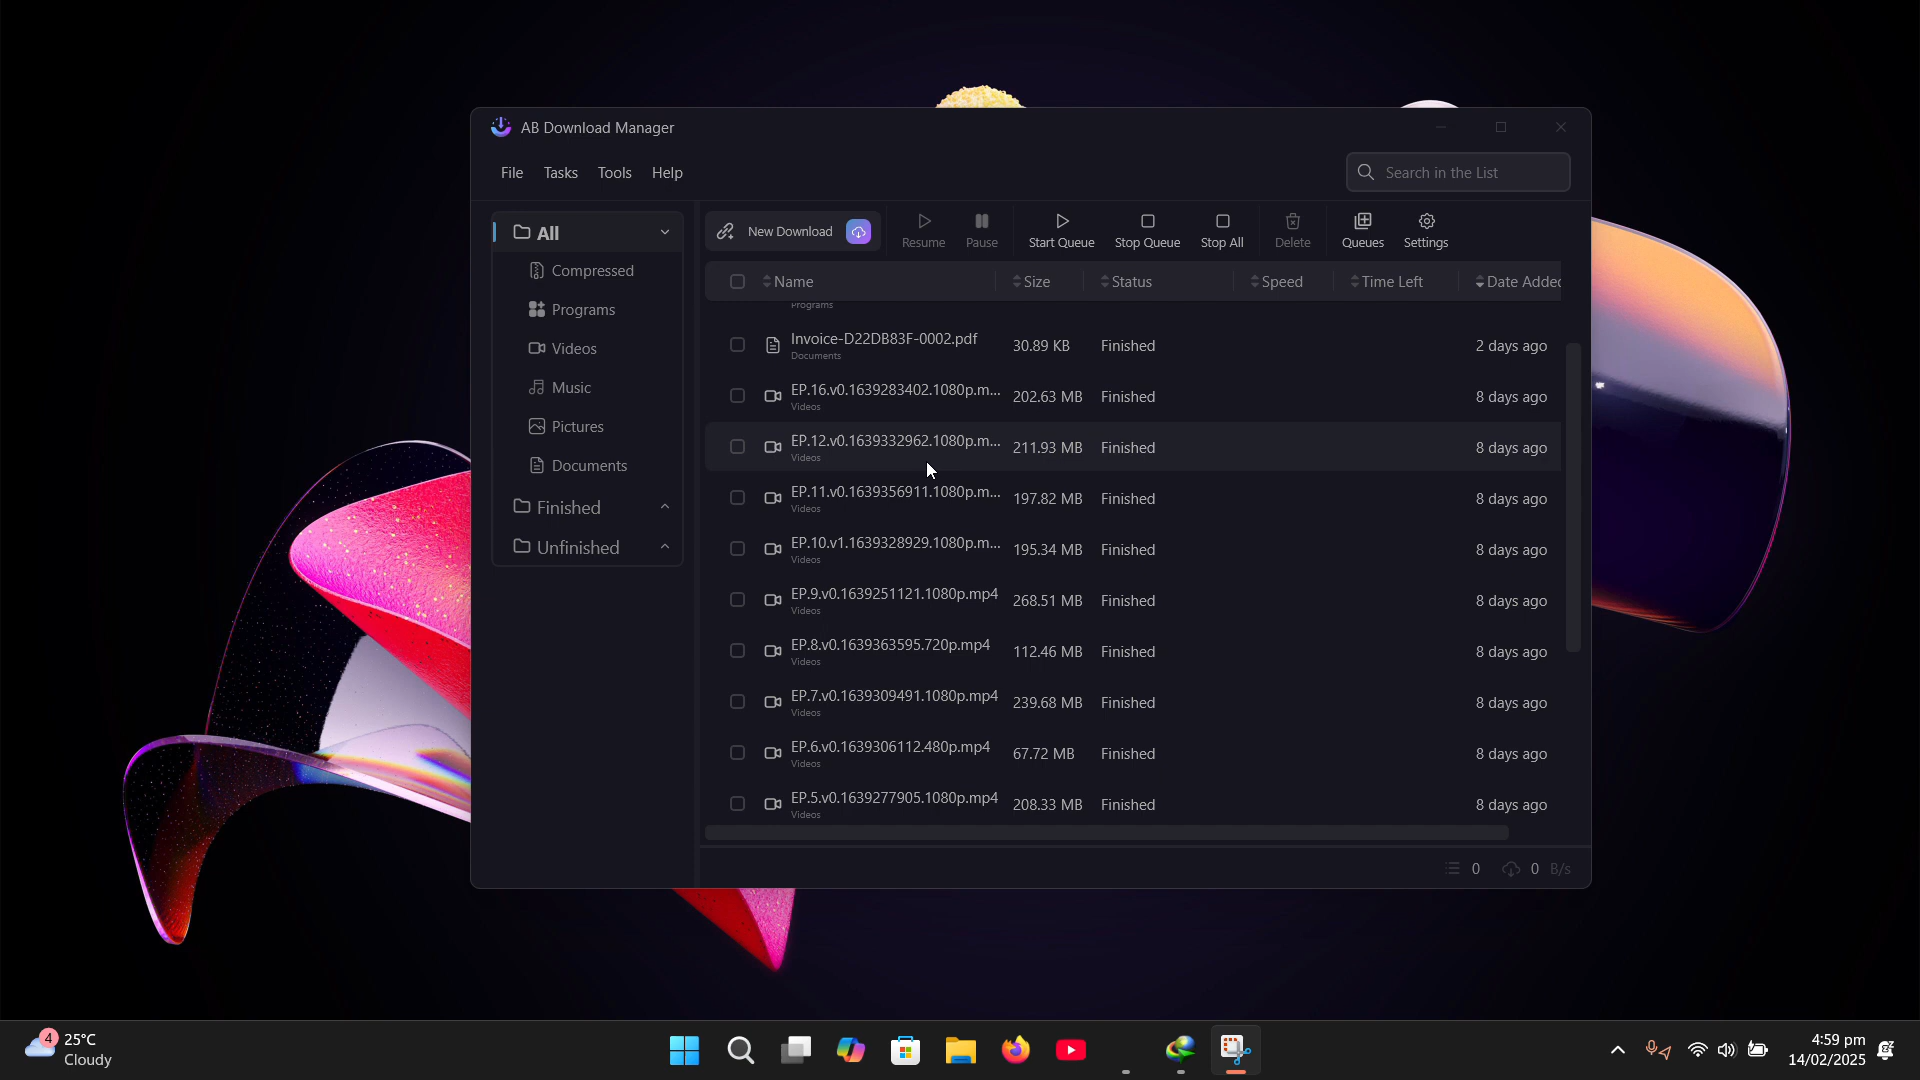 AB Download Manager
File Tasks Tools Help
Search in the List
All
Compressed
Programs
Videos
Music
Pictures
Documents
Finished
Unfinished
New Download
Resume
Pause
Start Queue
Stop Queue
Stop All
Delete
Queues
Settings
Name Size Status Speed Time Left Date Added
Programs
Invoice-D22DB83F-0002.pdf 30.89 KB Finished 2 days ago
Documents
EP.16.v0.1639283402.1080p.m... 202.63 MB Finished 8 days ago
Videos
EP.12.v0.1639332962.1080p.m... 211.93 MB Finished 8 days ago
Videos
EP.11.v0.1639356911.1080p.m... 197.82 MB Finished 8 days ago
Videos
EP.10.v1.1639328929.1080p.m... 195.34 MB Finished 8 days ago
Videos
EP.9.v0.1639251121.1080p.mp4 268.51 MB Finished 8 days ago
Videos
EP.8.v0.1639363595.720p.mp4 112.46 MB Finished 8 days ago
Videos
EP.7.v0.1639309491.1080p.mp4 239.68 MB Finished 8 days ago
Videos
EP.6.v0.1639306112.480p.mp4 67.72 MB Finished 8 days ago
Videos
EP.5.v0.1639277905.1080p.mp4 208.33 MB Finished 8 days ago
Videos
0 0 B/s
4 25°C
Cloudy
4:59 pm
14/02/2025